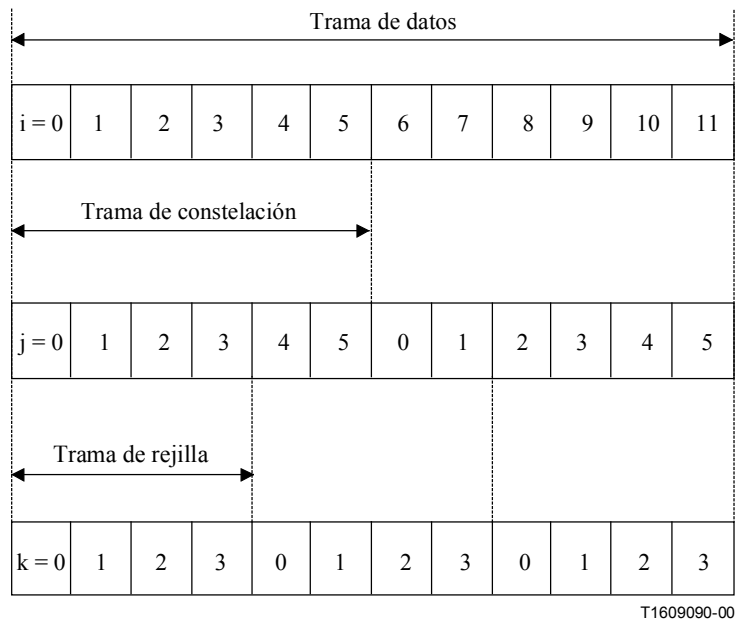 Trama de datos
i = 0 1 2 3 4 5 6 7 8 9 10 11
Trama de constelación
j = 0 1 2 3 4 5 0 1 2 3 4 5
Trama de rejilla
k = 0 1 2 3 0 1 2 3 0 1 2 3
T1609090-00